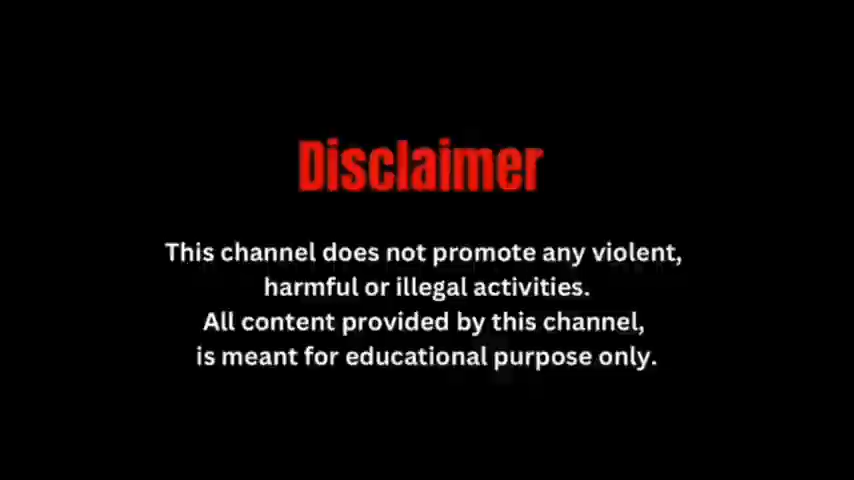 Disclaimer
This channel does not promote any violent,
harmful or illegal activities.
All content provided by this channel,
is meant for educational purpose only.